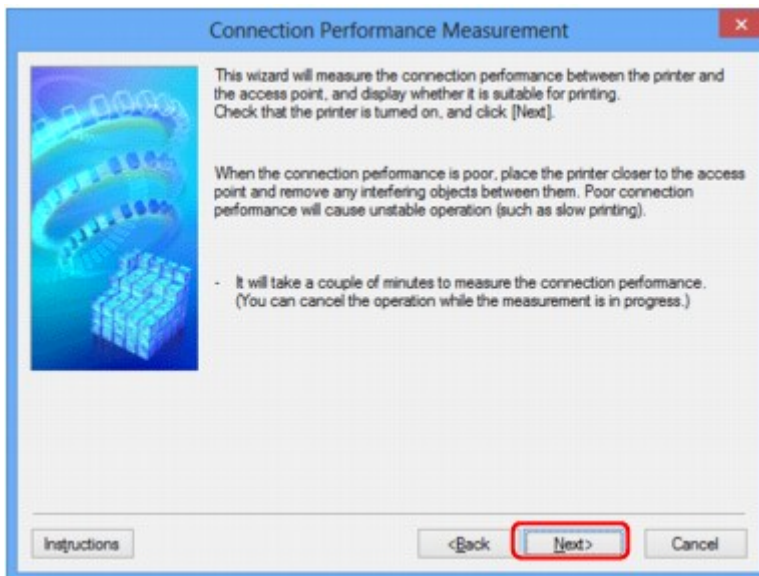 Connection Performance Measurement
This wizard will measure the connection performance between the printer and
the access point, and display whether it is suitable for printing.
Check that the printer is turned on, and click [Next].
When the connection performance is poor, place the printer closer to the access
point and remove any interfering objects between them. Poor connection
performance will cause unstable operation (such as slow printing).
- It will take a couple of minutes to measure the connection performance.
(You can cancel the operation while the measurement is in progress.)
Instructions <Back Next> Cancel